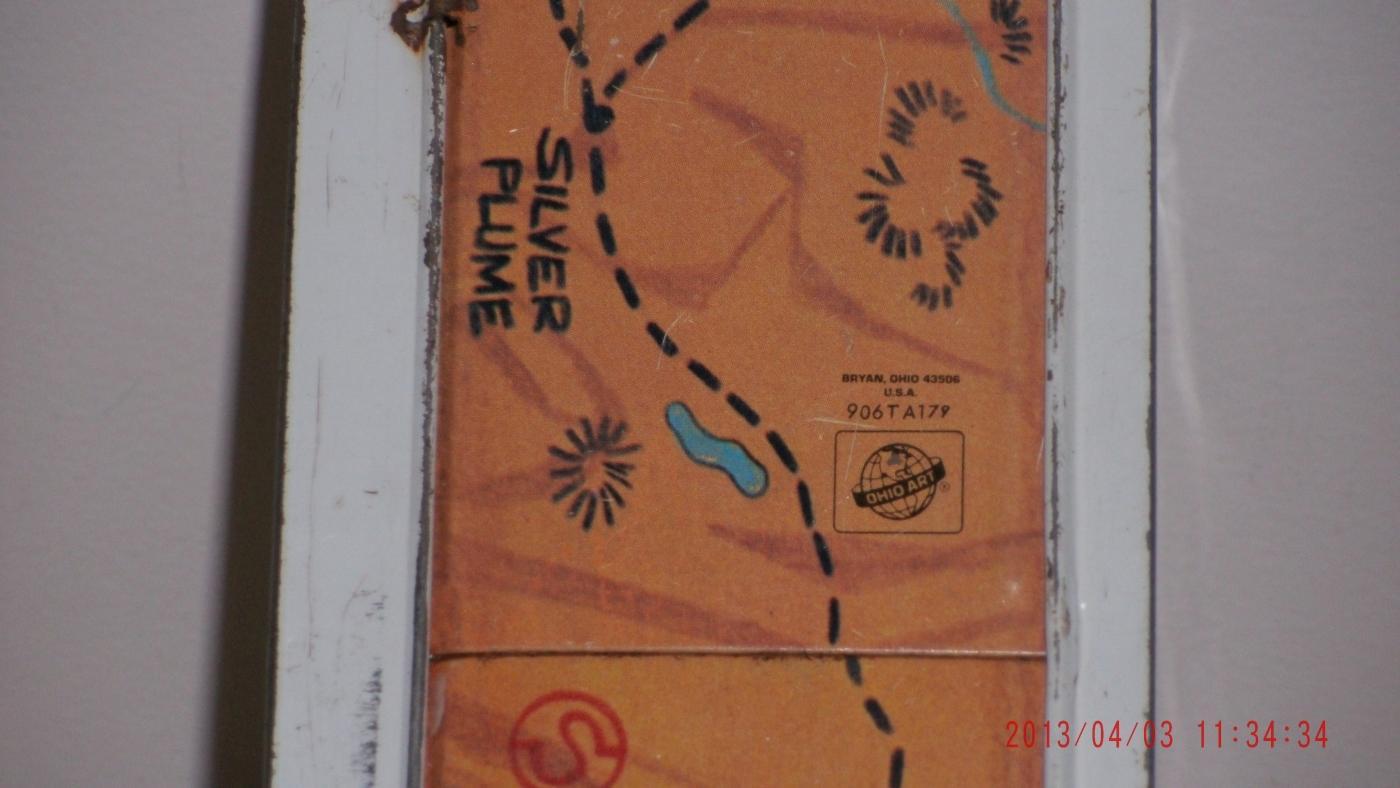 SILVER
PLUME
BRYAN, OHIO 43506
U.S.A.
906TA179
OHIO ART
®
2013/04/03 11:34:34